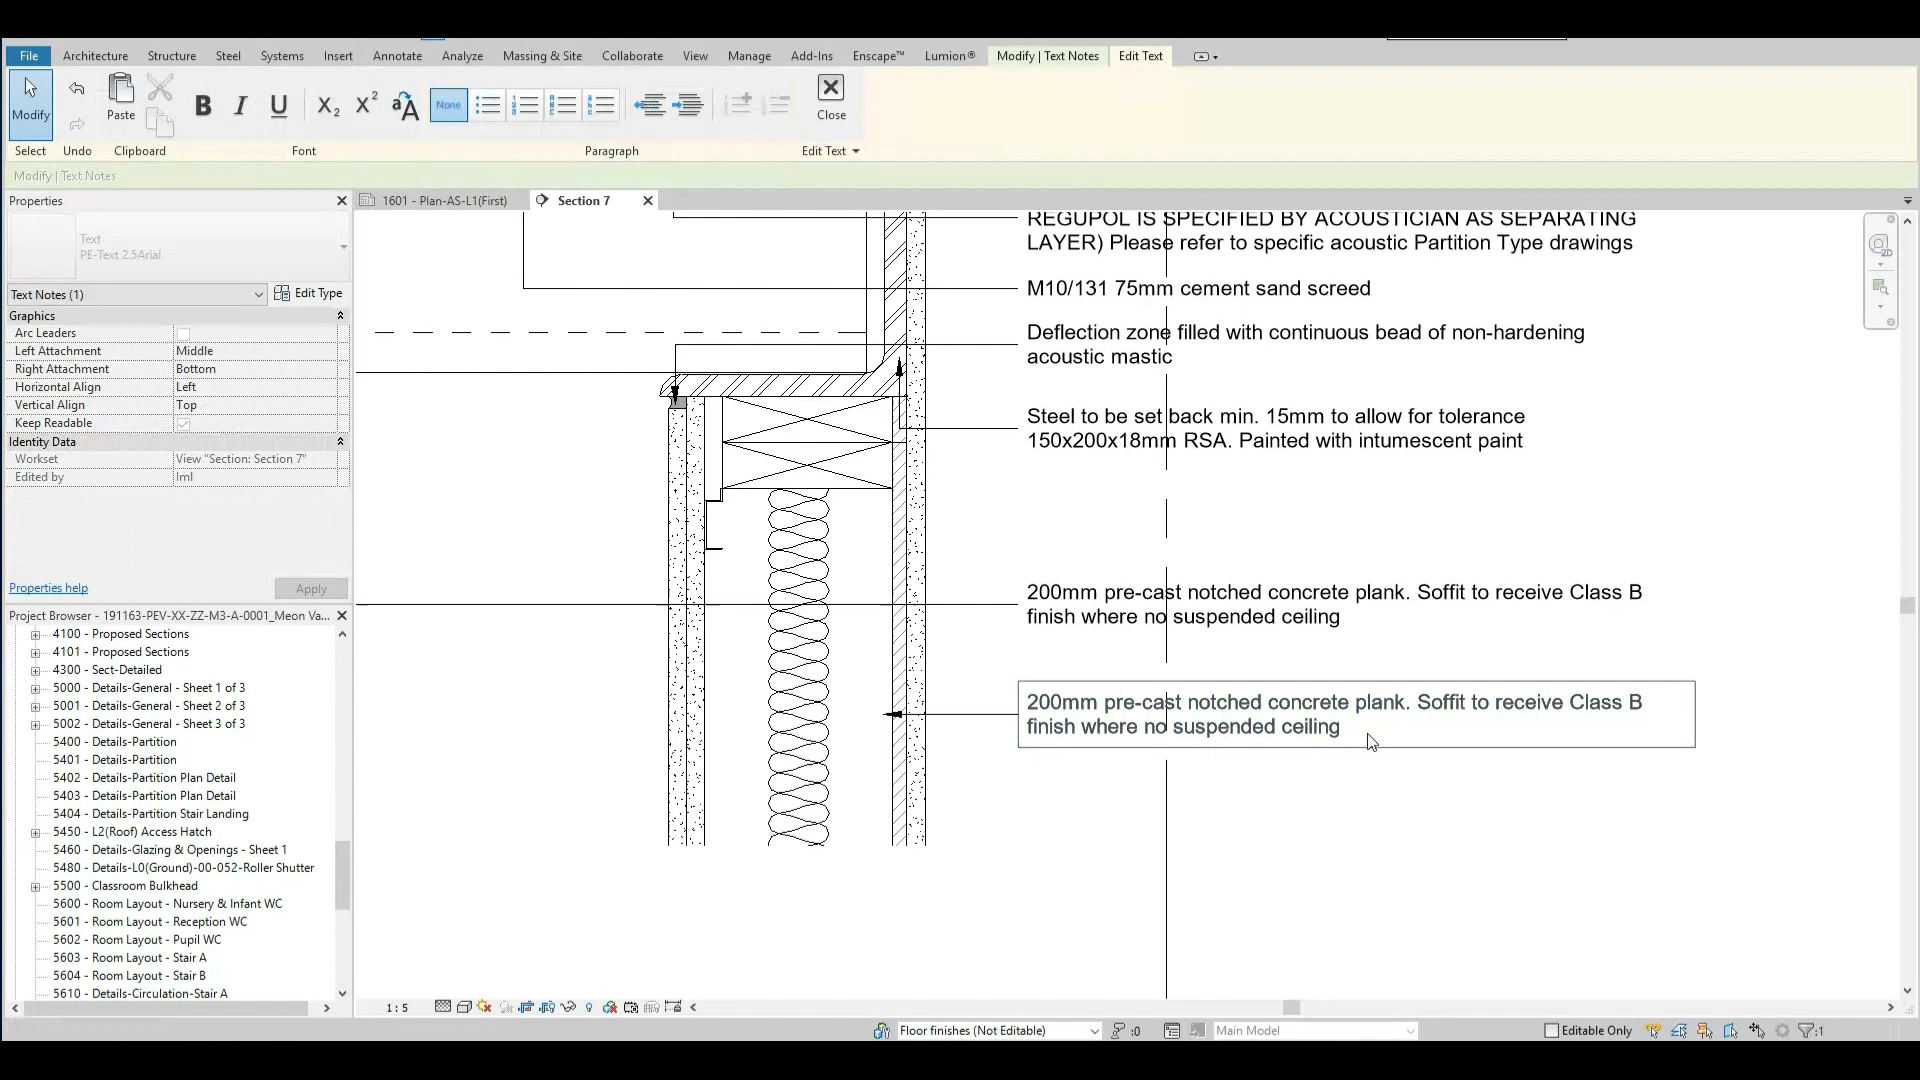 File Architecture Structure Steel Systems Insert Annotate Analyze Massing & Site Collaborate View Manage Add-Ins Enscape™ Lumion® Modify | Text Notes Edit Text
Modify Paste B I U X₂ X² None Close
Select Undo Clipboard Font Paragraph Edit Text
Modify | Text Notes
Properties
1601 - Plan-AS-L1(First)
Section 7
Text
PE-Text 2.5Arial
Text Notes (1)
Edit Type
Graphics
Arc Leaders
Left Attachment Middle
Right Attachment Bottom
Horizontal Align Left
Vertical Align Top
Keep Readable
Identity Data
Workset View "Section: Section 7"
Edited by lml
Properties help
Apply
Project Browser - 191163-PEV-XX-ZZ-M3-A-0001_Meon Va...
4100 - Proposed Sections
4101 - Proposed Sections
4300 - Sect-Detailed
5000 - Details-General - Sheet 1 of 3
5001 - Details-General - Sheet 2 of 3
5002 - Details-General - Sheet 3 of 3
5400 - Details-Partition
5401 - Details-Partition
5402 - Details-Partition Plan Detail
5403 - Details-Partition Plan Detail
5404 - Details-Partition Stair Landing
5450 - L2(Roof) Access Hatch
5460 - Details-Glazing & Openings - Sheet 1
5480 - Details-L0(Ground)-00-052-Roller Shutter
5500 - Classroom Bulkhead
5600 - Room Layout - Nursery & Infant WC
5601 - Room Layout - Reception WC
5602 - Room Layout - Pupil WC
5603 - Room Layout - Stair A
5604 - Room Layout - Stair B
5610 - Details-Circulation-Stair A
REGUPOL IS SPECIFIED BY ACOUSTICIAN AS SEPARATING
LAYER) Please refer to specific acoustic Partition Type drawings
M10/131 75mm cement sand screed
Deflection zone filled with continuous bead of non-hardening
acoustic mastic
Steel to be set back min. 15mm to allow for tolerance
150x200x18mm RSA. Painted with intumescent paint
200mm pre-cast notched concrete plank. Soffit to receive Class B
finish where no suspended ceiling
200mm pre-cast notched concrete plank. Soffit to receive Class B
finish where no suspended ceiling
2D
1 : 5
Floor finishes (Not Editable)
:0
Main Model
Editable Only
:1